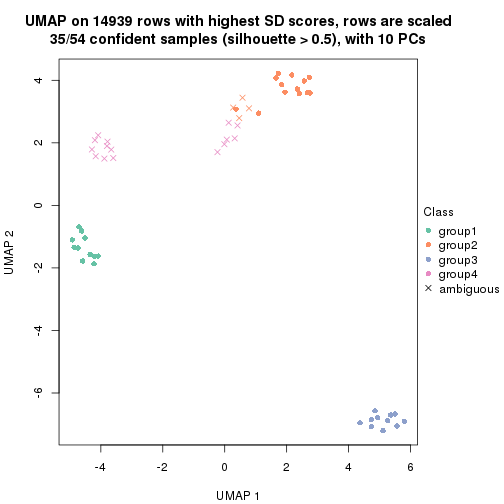 UMAP on 14939 rows with highest SD scores, rows are scaled
35/54 confident samples (silhouette > 0.5), with 10 PCs
4
2
0
-2
-4
-6
UMAP 2
-4
-2
0
2
4
6
UMAP 1
Class
group1
group2
group3
group4
ambiguous